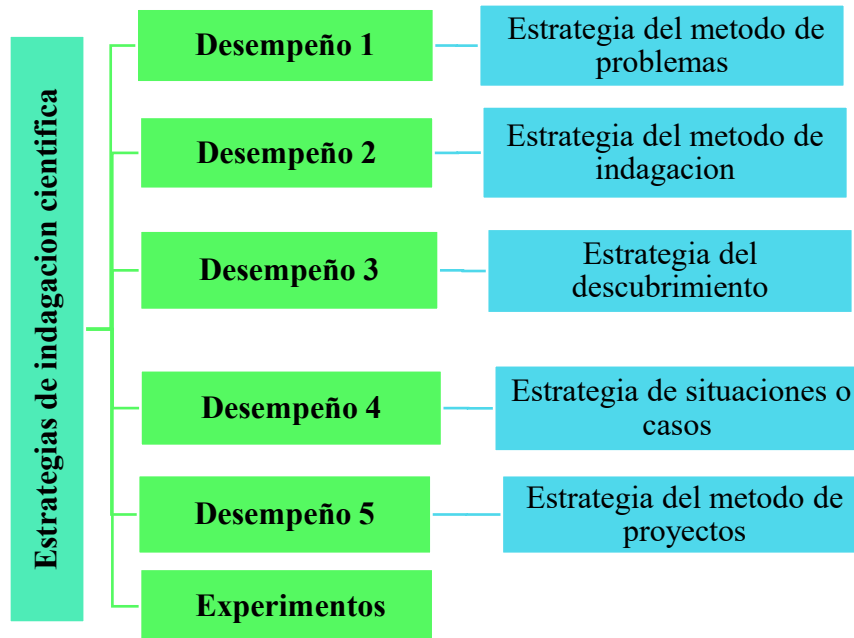 Estrategias de indagacion cientifica
Desempeño 1
Estrategia del metodo de
problemas
Desempeño 2
Estrategia del metodo de
indagacion
Desempeño 3
Estrategia del
descubrimiento
Desempeño 4
Estrategia de situaciones o
casos
Desempeño 5
Estrategia del metodo de
proyectos
Experimentos